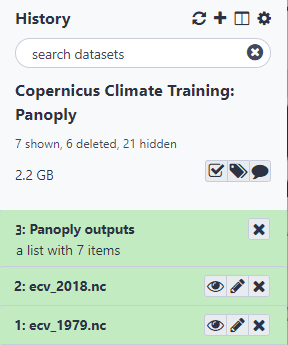 History
search datasets
Copernicus Climate Training:
Panoply
7 shown, 6 deleted, 21 hidden
2.2 GB
3: Panoply outputs
a list with 7 items
2: ecv_2018.nc
1: ecv_1979.nc